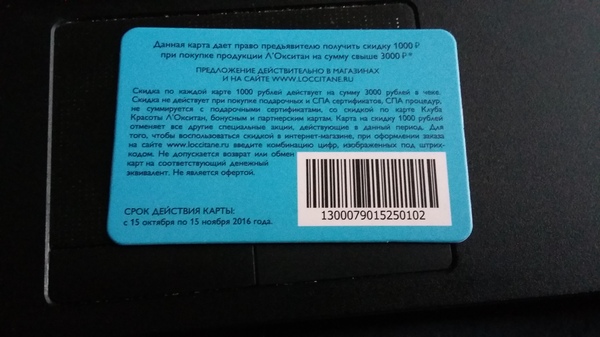 Данная карта дает право предъявителю получить скидку 1000 ₽
при покупке продукции Л'Окситан на сумму свыше 3000 ₽*
ПРЕДЛОЖЕНИЕ ДЕЙСТВИТЕЛЬНО В МАГАЗИНАХ
И НА САЙТЕ WWW.LOCCITANE.RU
Скидка по каждой карте 1000 рублей действует на сумму 3000 рублей в чеке.
Скидка не действует при покупке подарочных и СПА сертификатов, СПА процедур,
не суммируется с подарочными сертификатами, со скидкой по карте Клуба
Красоты Л'Окситан, бонусным и партнерским картам. Карта на скидку 1000 рублей
отменяет все другие специальные акции, действующие в данный период. Для
того, чтобы воспользоваться скидкой в интернет-магазине, при оформлении заказа
на сайте www.loccitane.ru введите комбинацию цифр, изображенных под штрих-
кодом. Не допускается возврат или обмен
карт на соответствующий денежный
эквивалент. Не является офертой.
1300079015250102
СРОК ДЕЙСТВИЯ КАРТЫ:
с 15 октября по 15 ноября 2016 года.